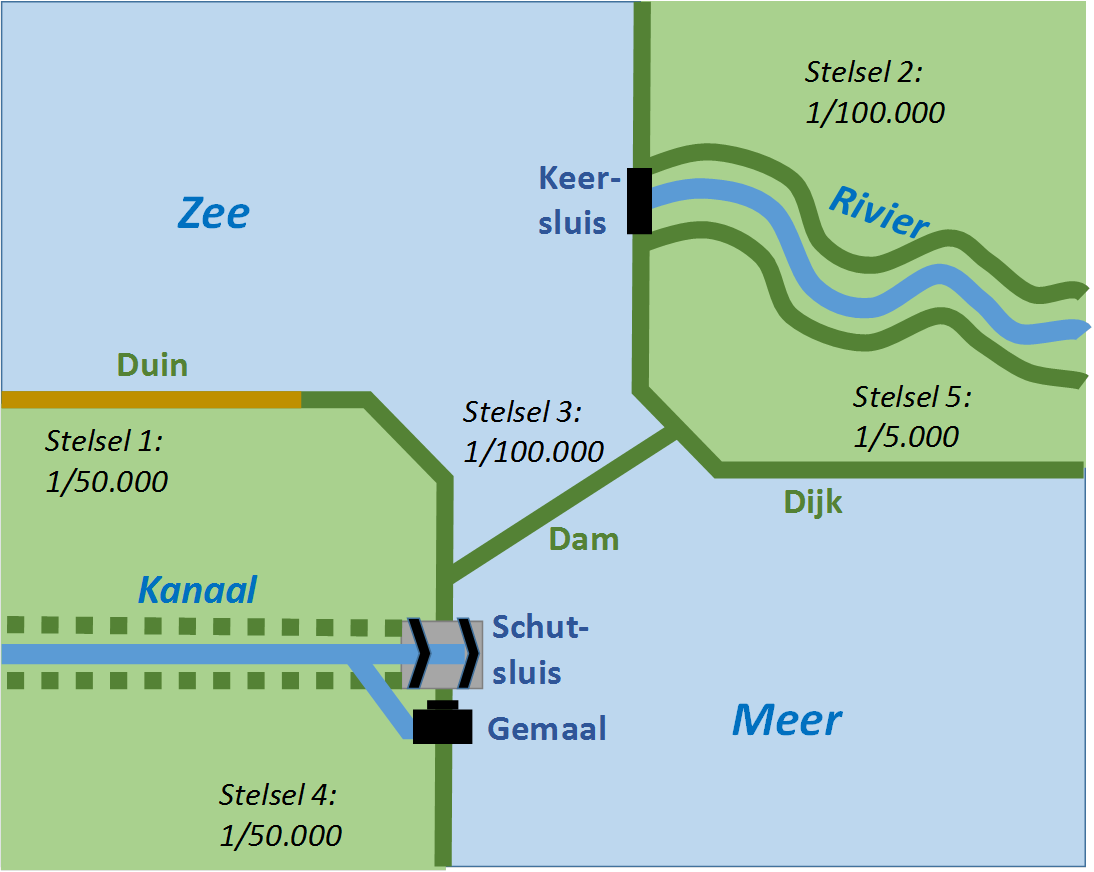 Stelsel 2:
1/100.000
Keer-
sluis
Rivier
Zee
Duin
Stelsel 3:
1/100.000
Stelsel 5:
1/5.000
Stelsel 1:
1/50.000
Dijk
Dam
Kanaal
Schut-
sluis
Gemaal
Meer
Stelsel 4:
1/50.000